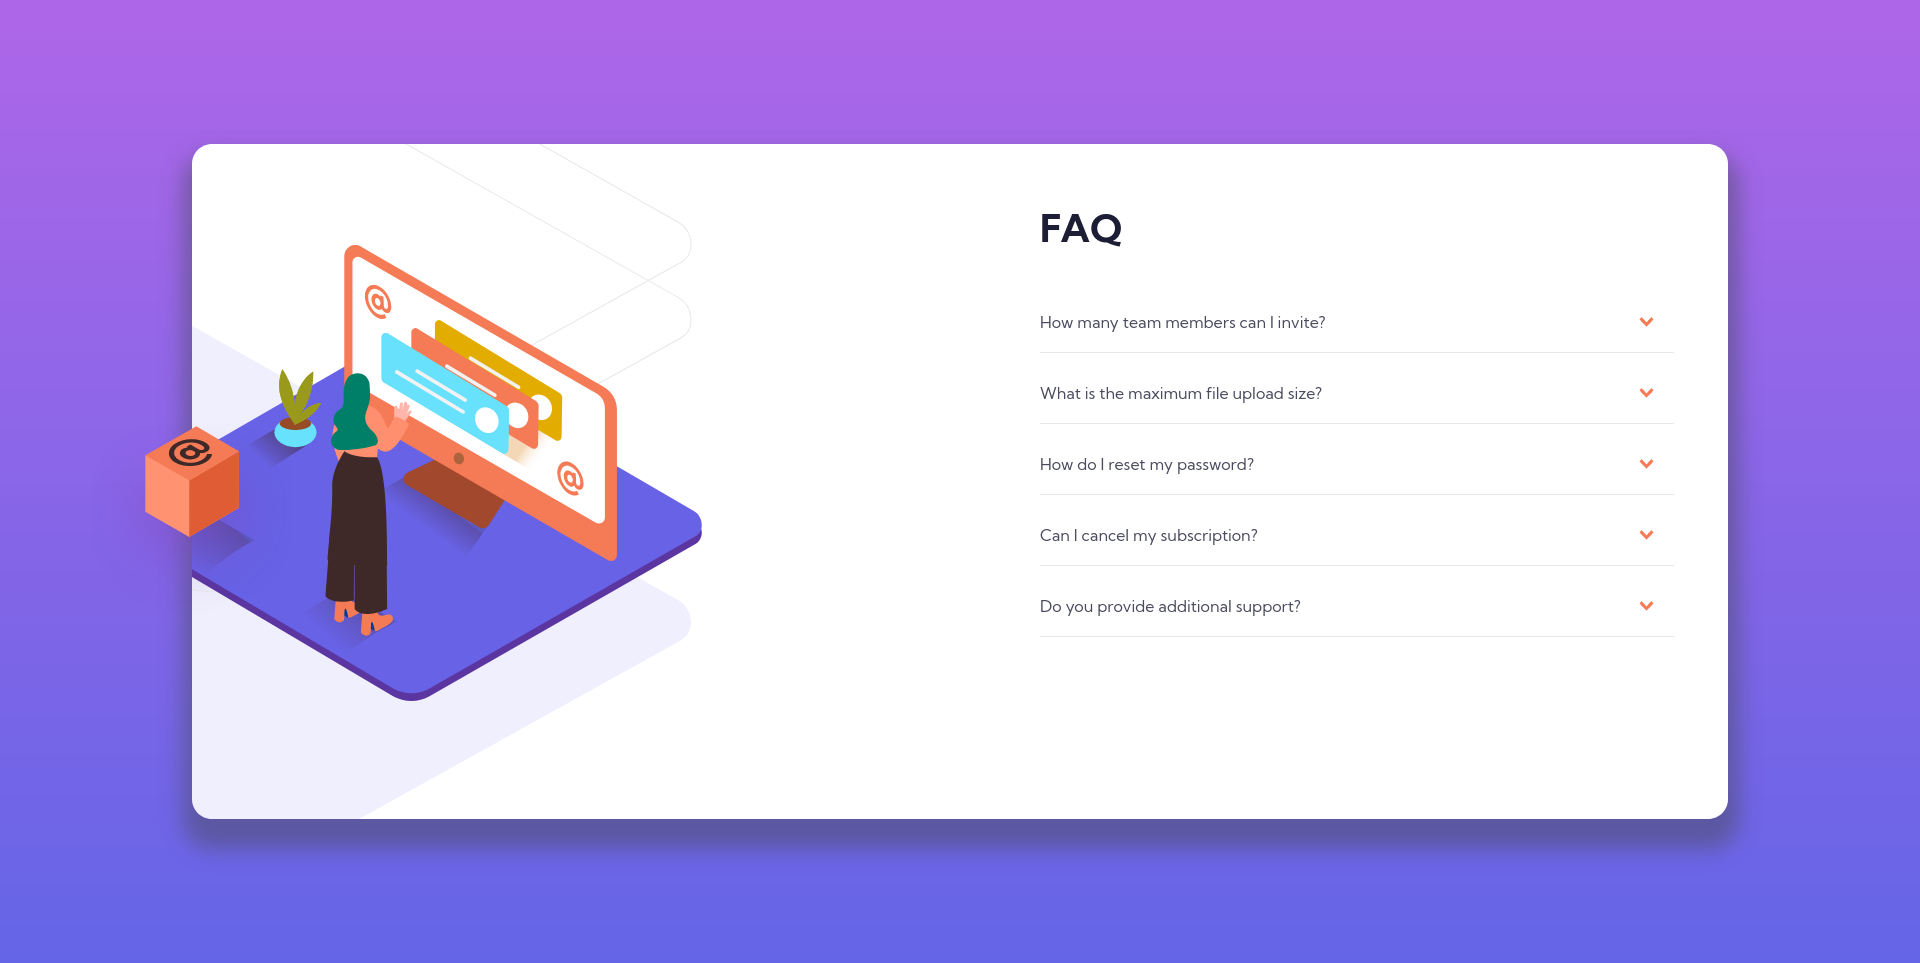 FAQ
How many team members can I invite?
What is the maximum file upload size?
How do I reset my password?
Can I cancel my subscription?
Do you provide additional support?
@
@
@